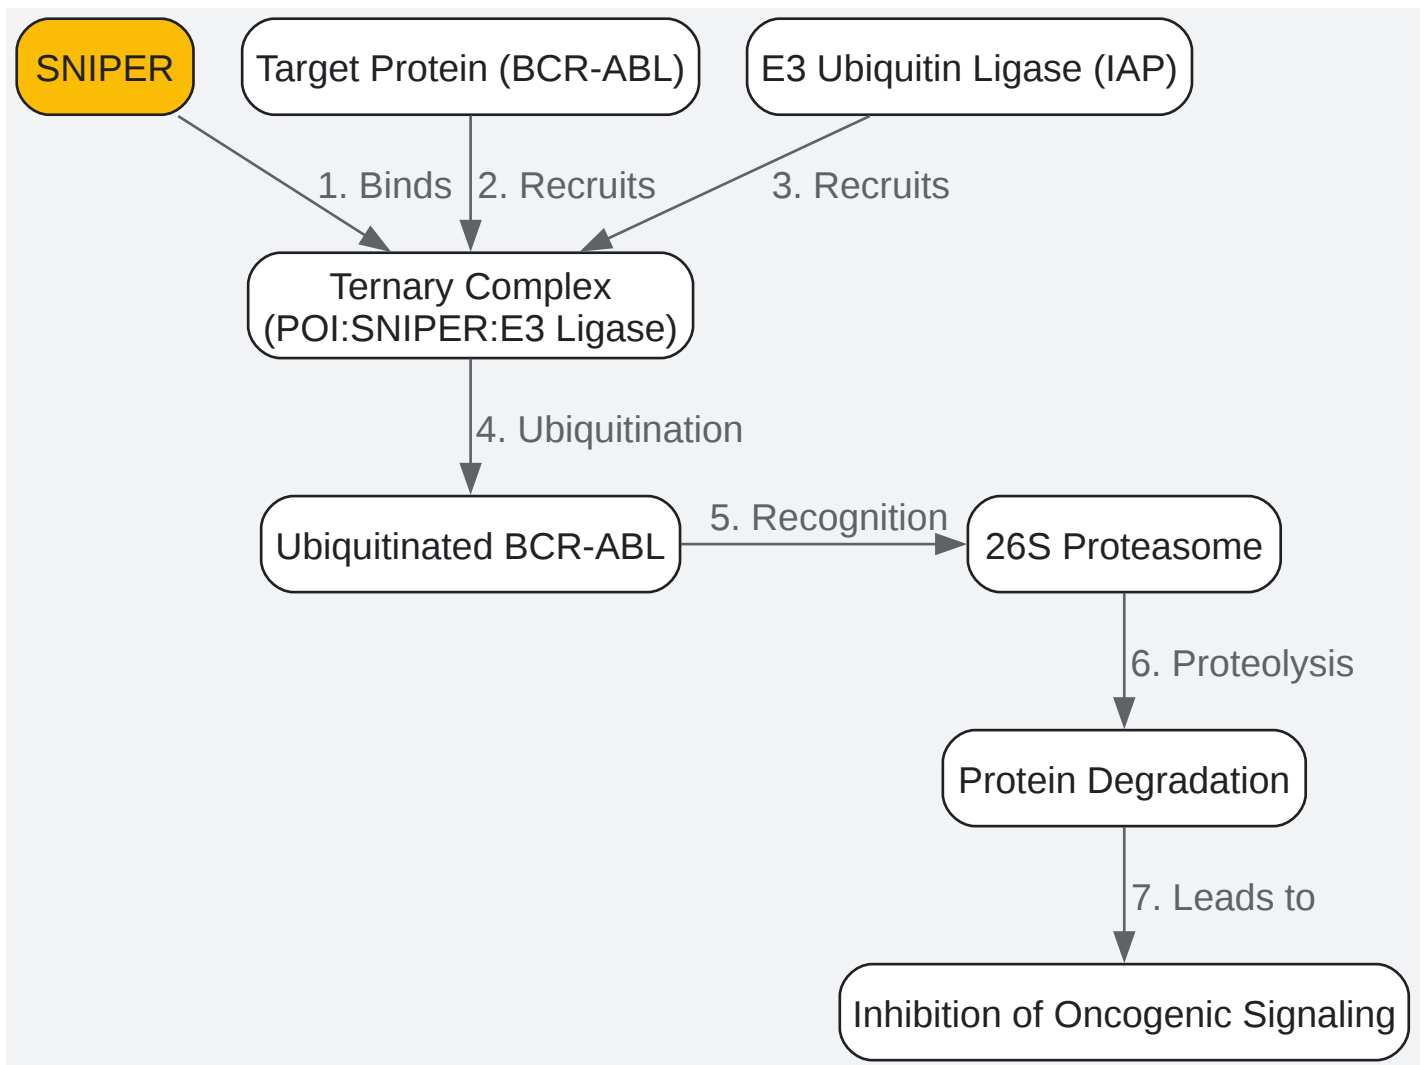 SNIPER
Target Protein (BCR-ABL)
E3 Ubiquitin Ligase (IAP)
1. Binds
2. Recruits
3. Recruits
Ternary Complex
(POI:SNIPER:E3 Ligase)
4. Ubiquitination
Ubiquitinated BCR-ABL
5. Recognition
26S Proteasome
6. Proteolysis
Protein Degradation
7. Leads to
Inhibition of Oncogenic Signaling